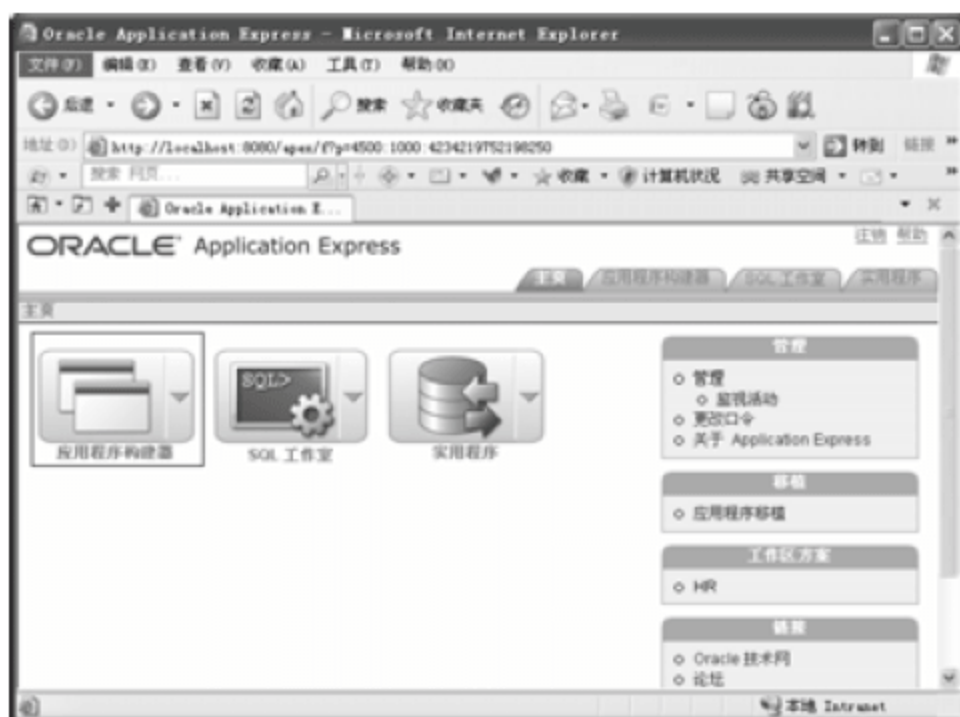 Oracle Application Express - Microsoft Internet Explorer
文件(F) 编辑(E) 查看(V) 收藏(A) 工具(T) 帮助(H)
后退 搜索 收藏夹
地址(D) http://localhost:8080/apex/f?p=4500:1000:4234219752198250 转到 链接 »
搜索 网页... 收藏 计算机状况 共享空间 »
Oracle Application E...
ORACLE Application Express
注销 帮助
主页 应用程序构建器 SQL 工作室 实用程序
主页
应用程序构建器
SQL>
SQL 工作室
实用程序
管理
管理
监视活动
更改口令
关于 Application Express
移植
应用程序移植
工作区方案
HR
链接
Oracle 技术网
论坛
本地 Intranet